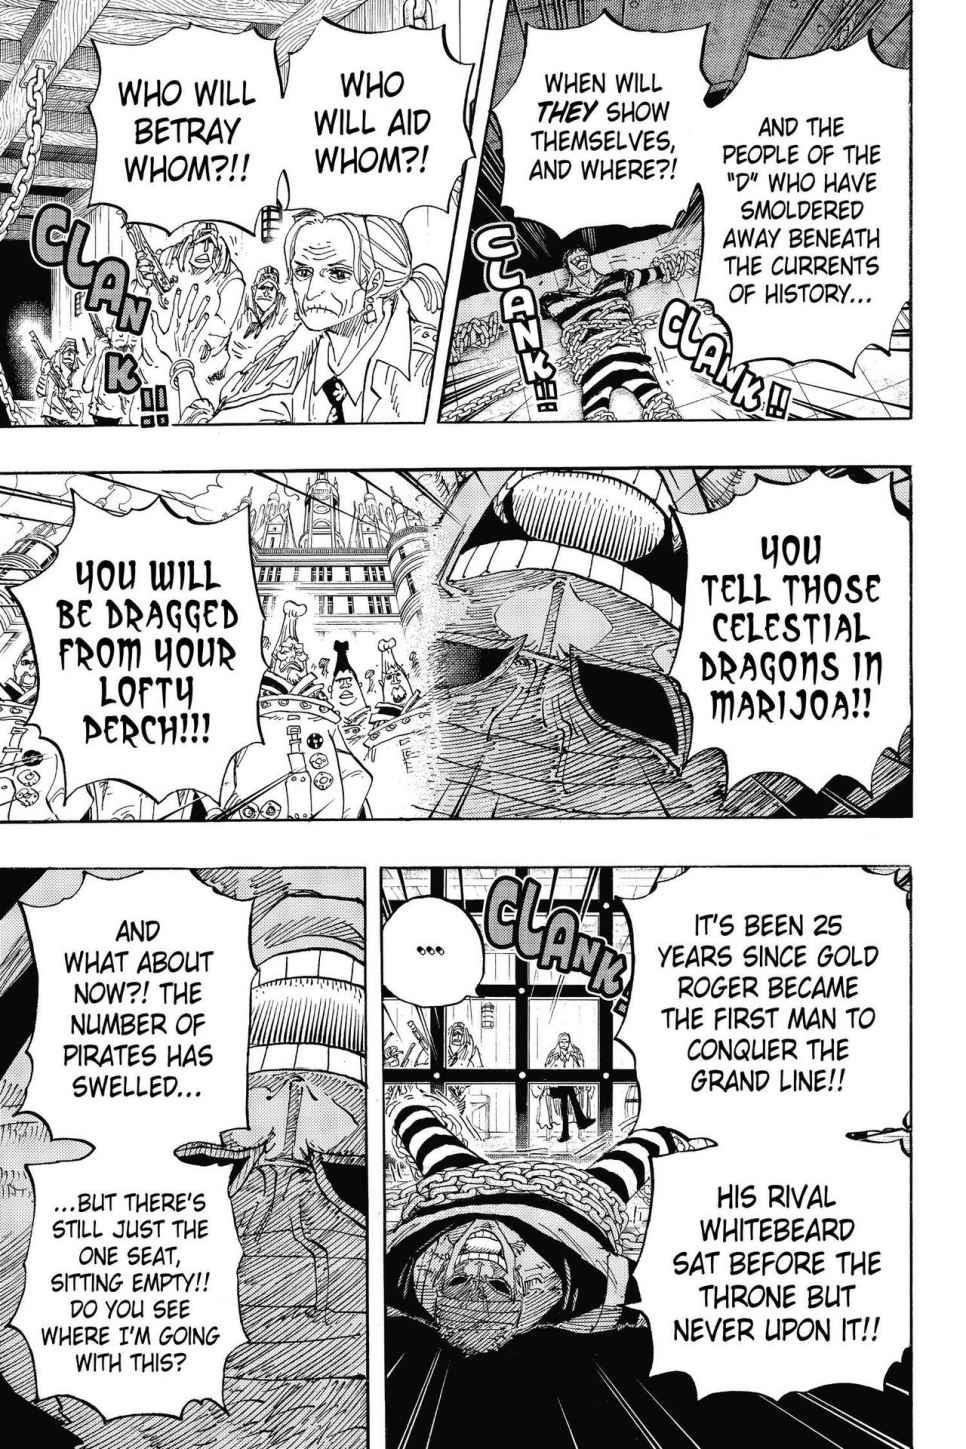 AND THE
PEOPLE OF THE
"D" WHO HAVE
SMOLDERED
AWAY BENEATH
THE CURRENTS
OF HISTORY...
WHEN WILL
THEY SHOW
THEMSELVES,
AND WHERE?!
CLANK!!
CLANK!!
WHO
WILL AID
WHOM?!
WHO WILL
BETRAY
WHOM?!!
CLANK!!
YOU
TELL THOSE
CELESTIAL
DRAGONS IN
MARIJOA!!
YOU WILL
BE DRAGGED
FROM YOUR
LOFTY
PERCH!!!
IT'S BEEN 25
YEARS SINCE GOLD
ROGER BECAME
THE FIRST MAN TO
CONQUER THE
GRAND LINE!!
CLANK!
...
HIS RIVAL
WHITEBEARD
SAT BEFORE THE
THRONE BUT
NEVER UPON IT!!
AND
WHAT ABOUT
NOW?! THE
NUMBER OF
PIRATES HAS
SWELLED...
...BUT THERE'S
STILL JUST THE
ONE SEAT,
SITTING EMPTY!!
DO YOU SEE
WHERE I'M GOING
WITH THIS?